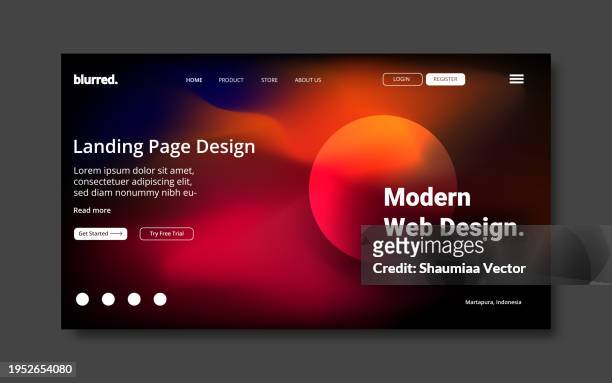 blurred.
HOME PRODUCT STORE ABOUT US LOGIN REGISTER
Landing Page Design
Lorem ipsum dolor sit amet,
consectetuer adipiscing elit,
sed diam nonummy nibh eu-
Read more
Get Started Try Free Trial
Modern
Web Design.
gettyimages
Shaumiaa Vector
Martapura, Indonesia
1952654080